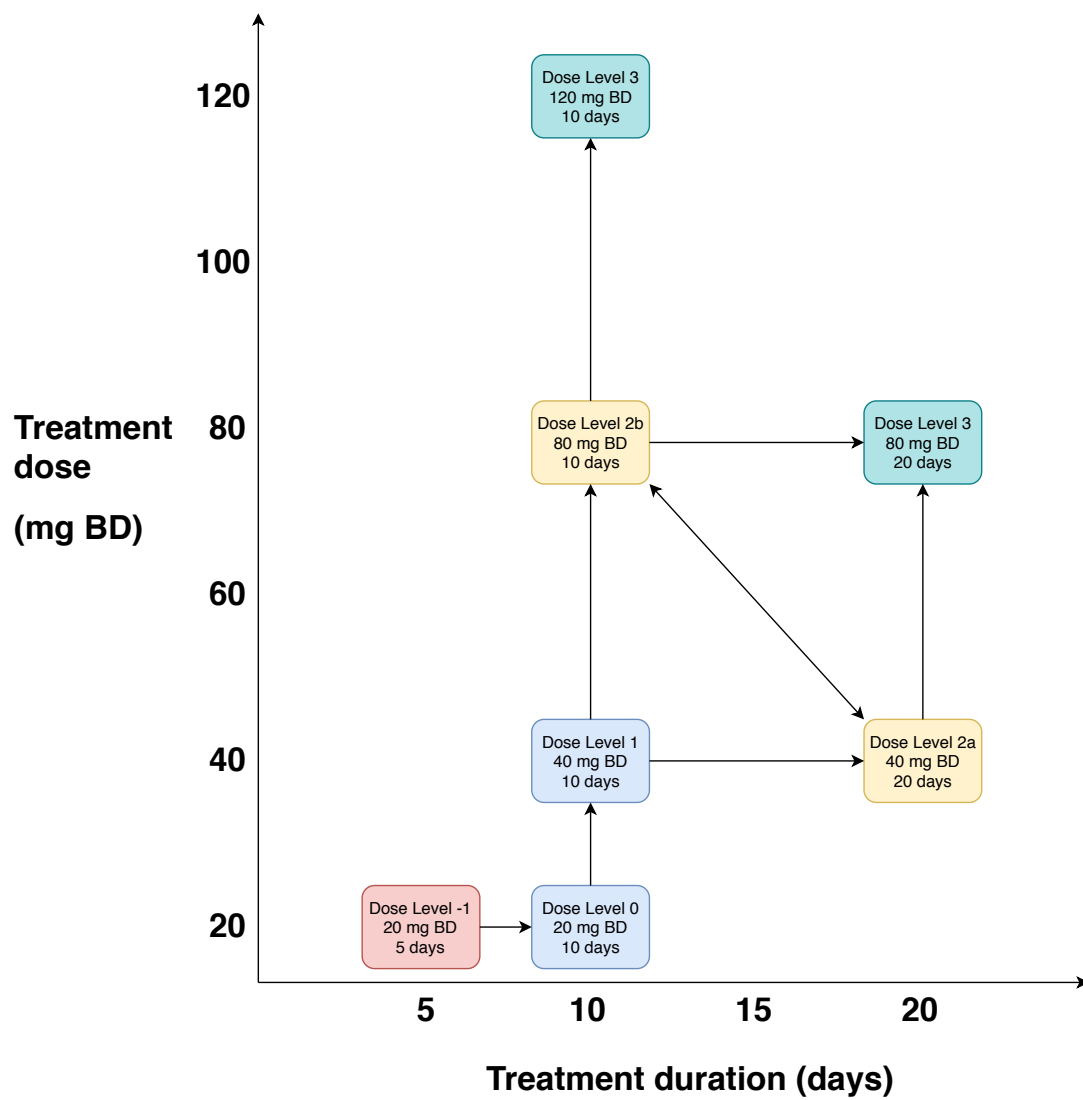 120
Dose Level 3
120 mg BD
10 days
100
Treatment
dose
(mg BD)
80
Dose Level 2b
80 mg BD
10 days
Dose Level 3
80 mg BD
20 days
60
40
Dose Level 1
40 mg BD
10 days
Dose Level 2a
40 mg BD
20 days
20
Dose Level -1
20 mg BD
5 days
Dose Level 0
20 mg BD
10 days
5
10
15
20
Treatment duration (days)